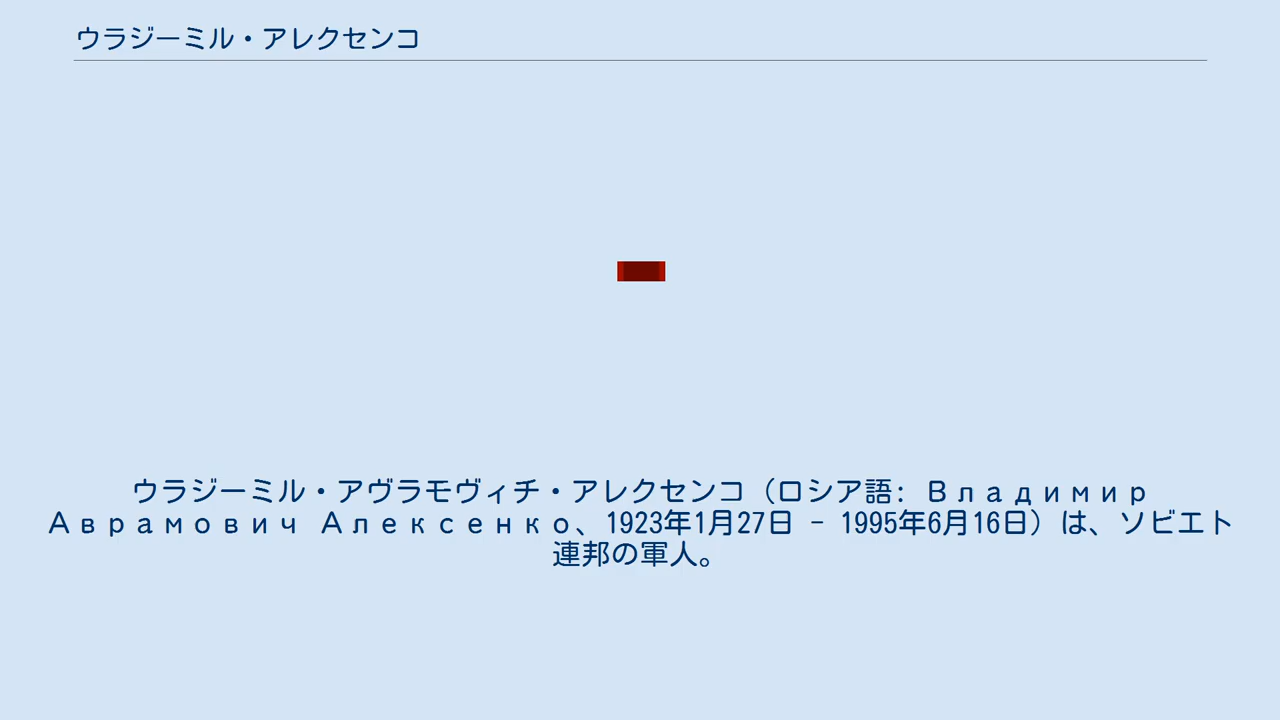 ウラジーミル・アレクセンコ
ウラジーミル・アヴラモヴィチ・アレクセンコ（ロシア語: Владимир
Аврамович Алексенко、1923年1月27日 - 1995年6月16日）は、ソビエト
連邦の軍人。